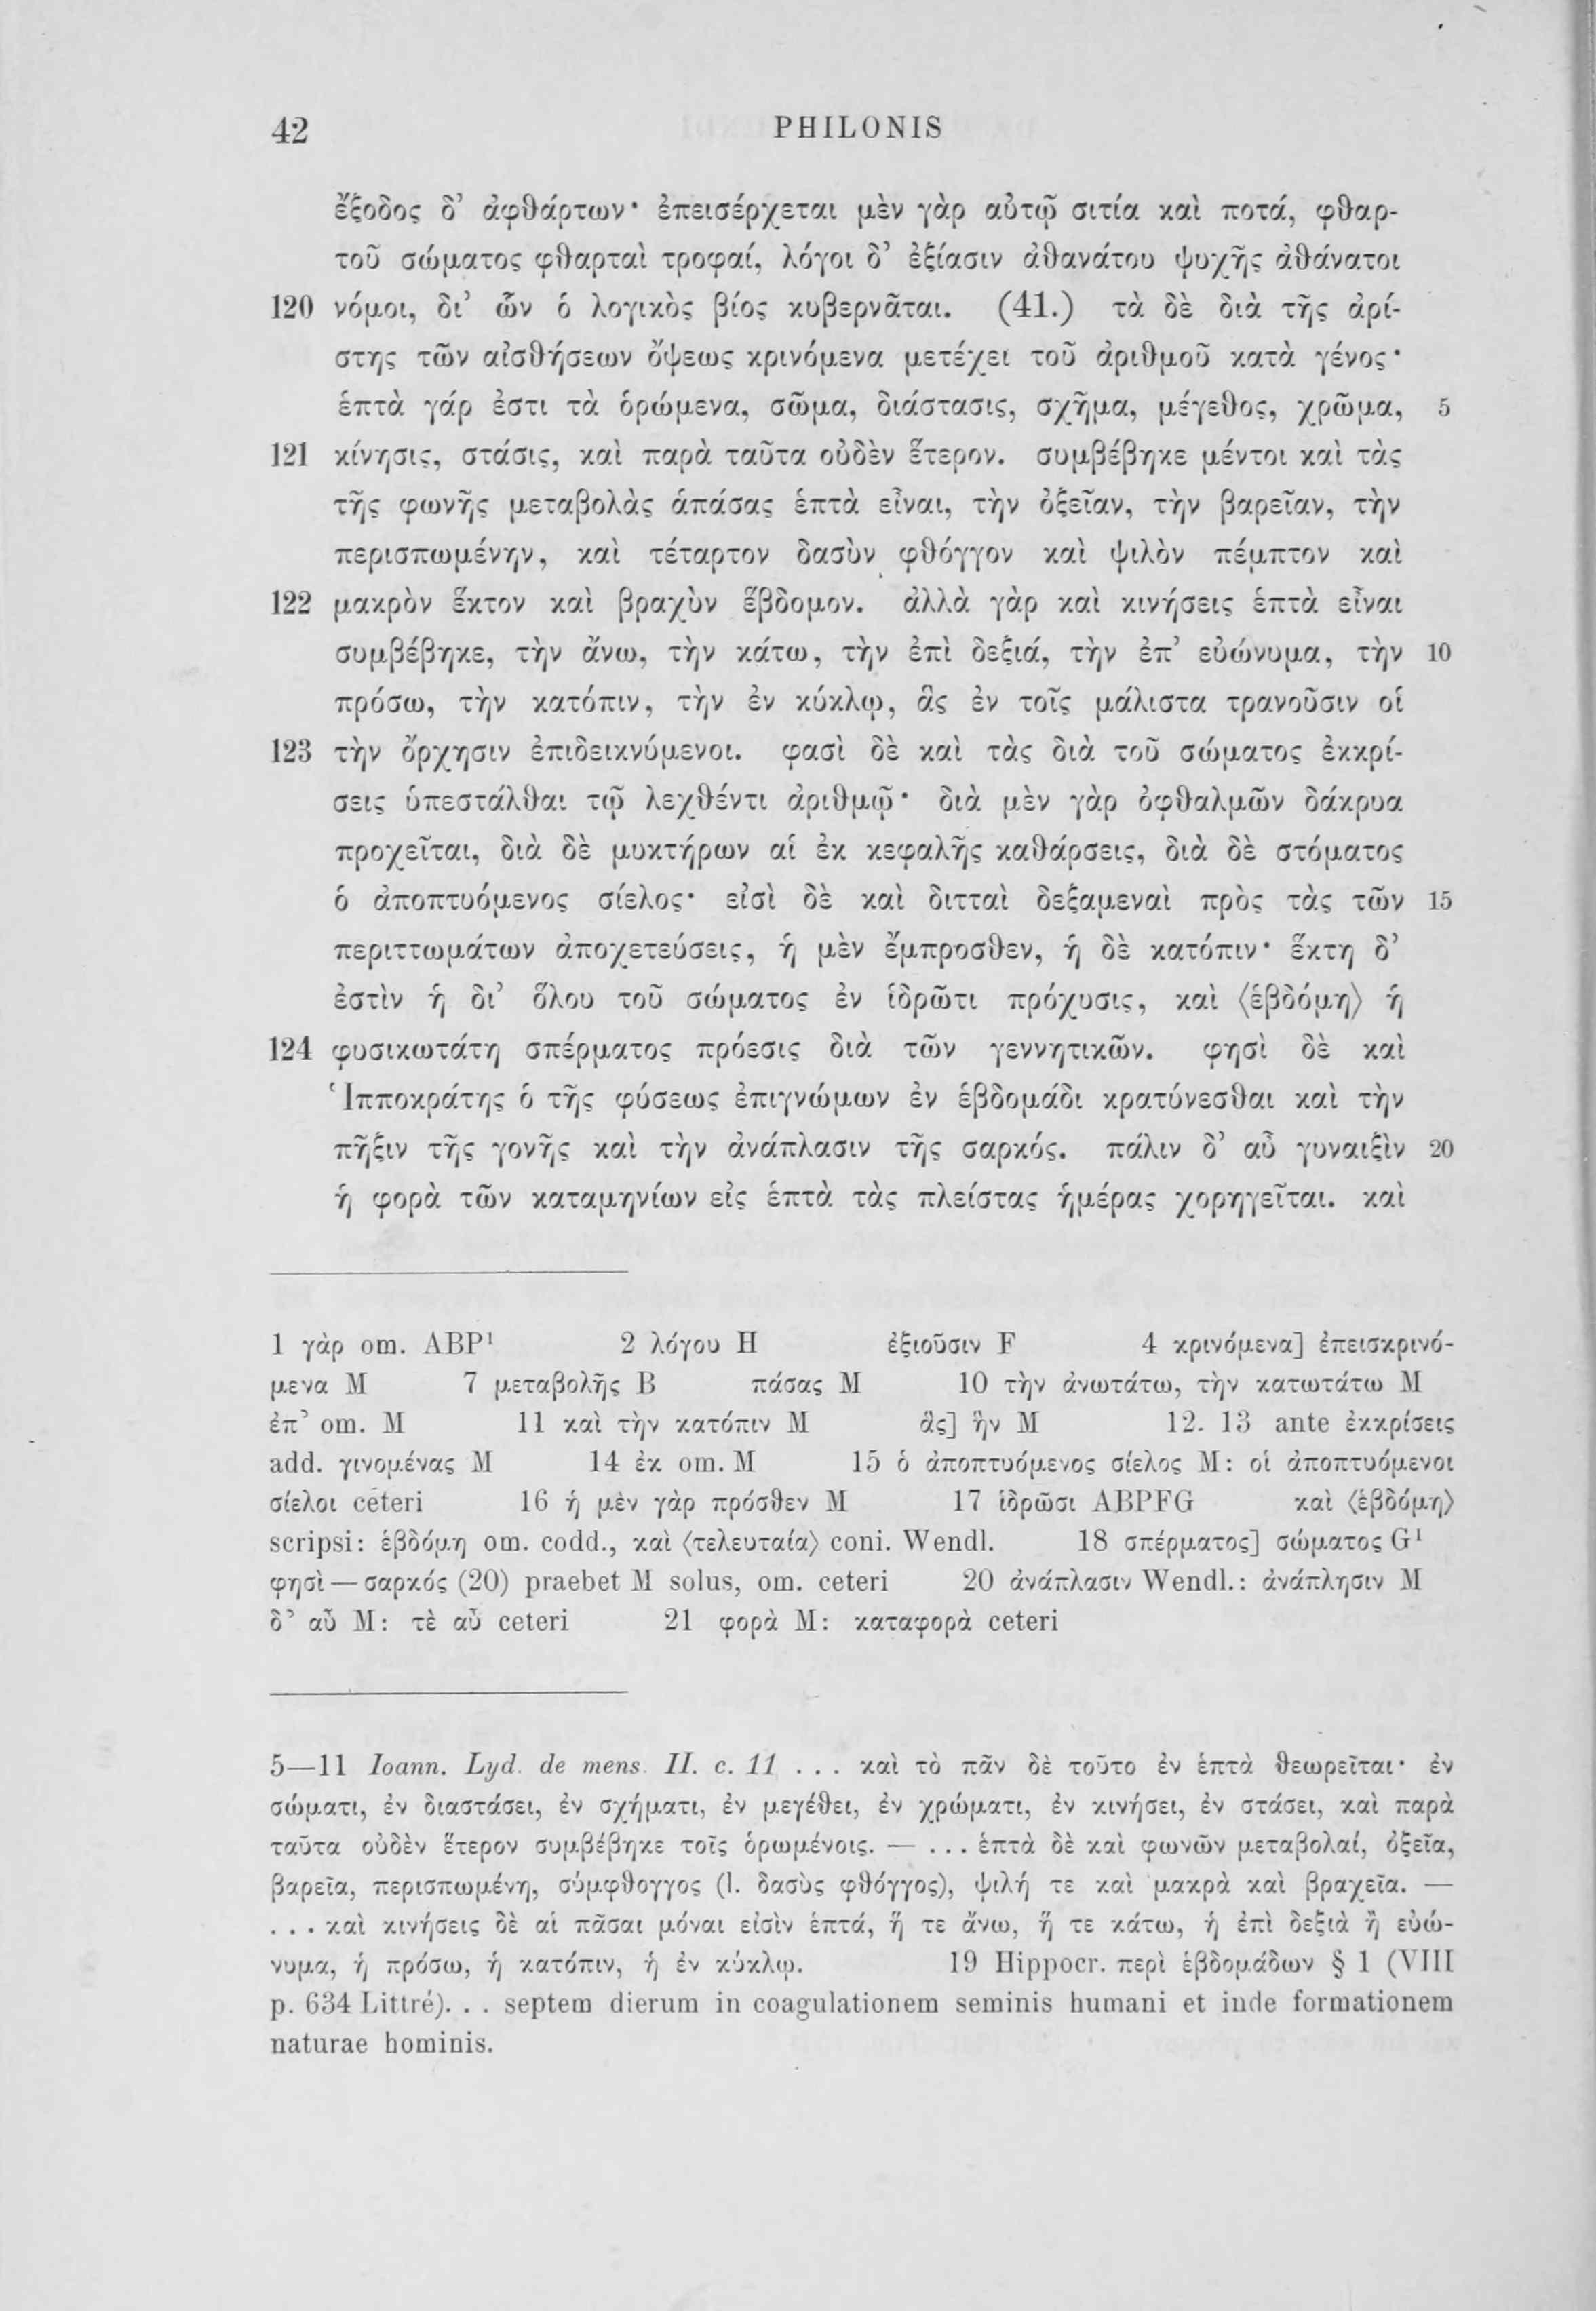 42 PHILONIS
ἔξοδος δ’ ἀφθάρτων· ἐπεισέρχεται μὲν γὰρ αὐτῷ σιτία καὶ ποτά, φθαρ-
τοῦ σώματος φθαρταὶ τροφαί, λόγοι δ’ ἐξίασιν ἀθανάτου ψυχῆς ἀθάνατοι
120 νόμοι, δι’ ὧν ὁ λογικὸς βίος κυβερνᾶται. (41.) τὰ δὲ διὰ τῆς ἀρί-
στης τῶν αἰσθήσεων ὄψεως κρινόμενα μετέχει τοῦ ἀριθμοῦ κατὰ γένος·
ἑπτὰ γάρ ἐστι τὰ ὁρώμενα, σῶμα, διάστασις, σχῆμα, μέγεθος, χρῶμα, 5
121 κίνησις, στάσις, καὶ παρὰ ταῦτα οὐδὲν ἕτερον. συμβέβηκε μέντοι καὶ τὰς
τῆς φωνῆς μεταβολὰς ἁπάσας ἑπτὰ εἶναι, τὴν ὀξεῖαν, τὴν βαρεῖαν, τὴν
περισπωμένην, καὶ τέταρτον δασὺν φθόγγον καὶ ψιλὸν πέμπτον καὶ
122 μακρὸν ἕκτον καὶ βραχὺν ἕβδομον. ἀλλὰ γὰρ καὶ κινήσεις ἑπτὰ εἶναι
συμβέβηκε, τὴν ἄνω, τὴν κάτω, τὴν ἐπὶ δεξιά, τὴν ἐπ’ εὐώνυμα, τὴν 10
πρόσω, τὴν κατόπιν, τὴν ἐν κύκλῳ, ἃς ἐν τοῖς μάλιστα τρανοῦσιν οἱ
123 τὴν ὄρχησιν ἐπιδεικνύμενοι. φασὶ δὲ καὶ τὰς διὰ τοῦ σώματος ἐκκρί-
σεις ὑπεστάλθαι τῷ λεχθέντι ἀριθμῷ· διὰ μὲν γὰρ ὀφθαλμῶν δάκρυα
προχεῖται, διὰ δὲ μυκτήρων αἱ ἐκ κεφαλῆς καθάρσεις, διὰ δὲ στόματος
ὁ ἀποπτυόμενος σίελος· εἰσὶ δὲ καὶ διτταὶ δεξαμεναὶ πρὸς τὰς τῶν 15
περιττωμάτων ἀποχετεύσεις, ἡ μὲν ἔμπροσθεν, ἡ δὲ κατόπιν· ἕκτη δ’
ἐστὶν ἡ δι’ ὅλου τοῦ σώματος ἐν ἱδρῶτι πρόχυσις, καὶ ⟨ἑβδόμη⟩ ἡ
124 φυσικωτάτη σπέρματος πρόεσις διὰ τῶν γεννητικῶν. φησὶ δὲ καὶ
Ἱπποκράτης ὁ τῆς φύσεως ἐπιγνώμων ἐν ἑβδομάδι κρατύνεσθαι καὶ τὴν
πῆξιν τῆς γονῆς καὶ τὴν ἀνάπλασιν τῆς σαρκός. πάλιν δ’ αὖ γυναιξὶν 20
ἡ φορὰ τῶν καταμηνίων εἰς ἑπτὰ τὰς πλείστας ἡμέρας χορηγεῖται. καὶ
1 γὰρ om. ABP¹ 2 λόγου H ἐξιοῦσιν F 4 κρινόμενα] ἐπεισκρινό-
μενα M 7 μεταβολῆς B πάσας M 10 τὴν ἀνωτάτω, τὴν κατωτάτω M
ἐπ’ om. M 11 καὶ τὴν κατόπιν M ἃς] ἣν M 12. 13 ante ἐκκρίσεις
add. γινομένας M 14 ἐκ om. M 15 ὁ ἀποπτυόμενος σίελος M: οἱ ἀποπτυόμενοι
σίελοι ceteri 16 ἡ μὲν γὰρ πρόσθεν M 17 ἱδρῶσι ABPFG καὶ ⟨ἑβδόμη⟩
scripsi: ἑβδόμη om. codd., καὶ ⟨τελευταία⟩ coni. Wendl. 18 σπέρματος] σώματος G¹
φησὶ — σαρκός (20) praebet M solus, om. ceteri 20 ἀνάπλασιν Wendl.: ἀνάπλησιν M
δ’ αὖ M: τὲ αὖ ceteri 21 φορὰ M: καταφορὰ ceteri
5—11 Ioann. Lyd. de mens. II. c. 11 . . . καὶ τὸ πᾶν δὲ τοῦτο ἐν ἑπτὰ θεωρεῖται· ἐν
σώματι, ἐν διαστάσει, ἐν σχήματι, ἐν μεγέθει, ἐν χρώματι, ἐν κινήσει, ἐν στάσει, καὶ παρὰ
ταῦτα οὐδὲν ἕτερον συμβέβηκε τοῖς ὁρωμένοις. — . . . ἑπτὰ δὲ καὶ φωνῶν μεταβολαί, ὀξεῖα,
βαρεῖα, περισπωμένη, σύμφθογγος (l. δασὺς φθόγγος), ψιλή τε καὶ μακρὰ καὶ βραχεῖα. —
. . . καὶ κινήσεις δὲ αἱ πᾶσαι μόναι εἰσὶν ἑπτά, ἥ τε ἄνω, ἥ τε κάτω, ἡ ἐπὶ δεξιὰ ἢ εὐώ-
νυμα, ἡ πρόσω, ἡ κατόπιν, ἡ ἐν κύκλῳ. 19 Hippocr. περὶ ἑβδομάδων § 1 (VIII
p. 634 Littré). . . septem dierum in coagulationem seminis humani et inde formationem
naturae hominis.